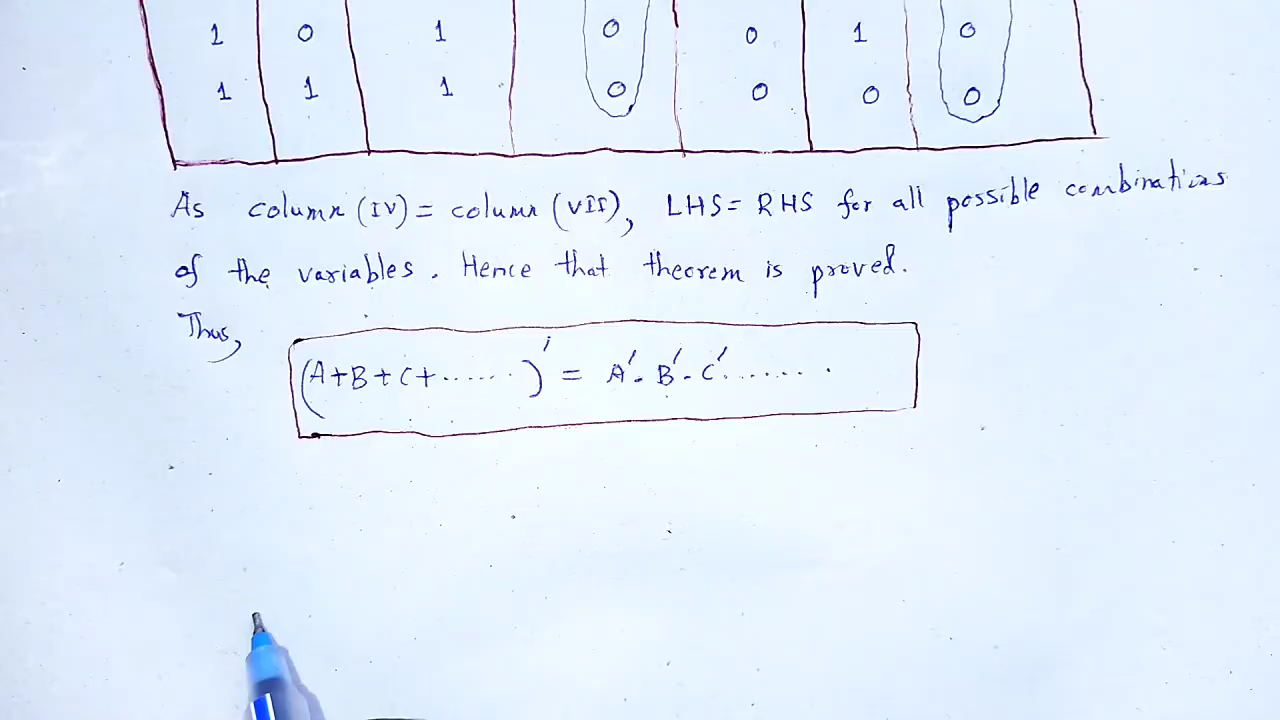 1 0 1 0 0 1 0
1 1 1 0 0 0 0
As column (IV) = column (VII), LHS = RHS for all possible combinations
of the variables. Hence that theorem is proved.
Thus,
(A+B+C+......)' = A'.B'.C'........